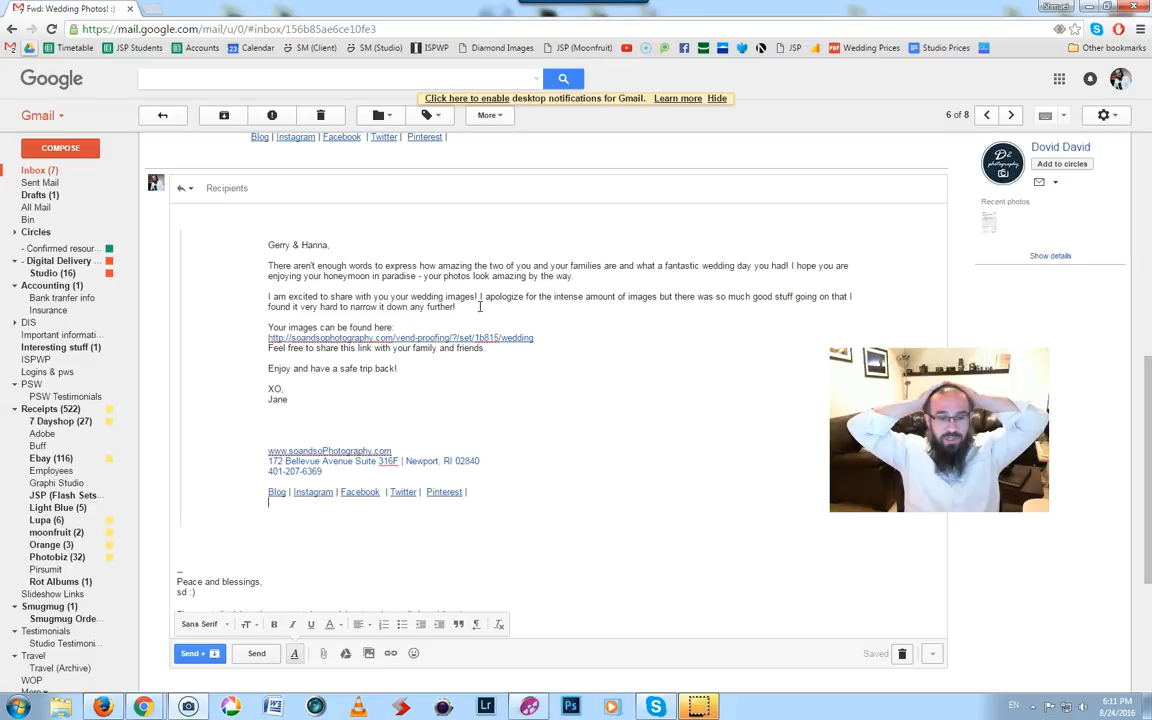 Fwd: Wedding Photos! :)
Shmuel
https://mail.google.com/mail/u/0/#inbox/156b85ae6ce10fe3
Timetable JSP Students Accounts Calendar SM (Client) SM (Studio) ISPWP Diamond Images JSP (Moonfruit) JSP Wedding Prices Studio Prices Other bookmarks
Google
Click here to enable desktop notifications for Gmail. Learn more Hide
Gmail
More
6 of 8
COMPOSE
Inbox (7)
Sent Mail
Drafts (1)
All Mail
Bin
Circles
- Confirmed resour...
- Digital Delivery ...
Studio (16)
Accounting (1)
Bank tranfer info
Insurance
DIS
Important informati...
Interesting stuff (1)
ISPWP
Logins & pws
PSW
PSW Testimonials
Receipts (522)
7 Dayshop (27)
Adobe
Buff
Ebay (116)
Employees
Graphi Studio
JSP (Flash Sets...
Light Blue (5)
Lupa (6)
moonfruit (2)
Orange (3)
Photobiz (32)
Pirsumit
Rot Albums (1)
Slideshow Links
Smugmug (1)
Smugmug Orde...
Testimonials
Studio Testimoni...
Travel
Travel (Archive)
WOP
More
Blog | Instagram | Facebook | Twitter | Pinterest |
Recipients
Gerry & Hanna,
There aren't enough words to express how amazing the two of you and your families are and what a fantastic wedding day you had! I hope you are
enjoying your honeymoon in paradise - your photos look amazing by the way.
I am excited to share with you your wedding images! I apologize for the intense amount of images but there was so much good stuff going on that I
found it very hard to narrow it down any further!
Your images can be found here:
http://soandsophotography.com/vend-proofing/?/set/1b815/wedding
Feel free to share this link with your family and friends.
Enjoy and have a safe trip back!
XO,
Jane
www.soandsoPhotography.com
172 Bellevue Avenue Suite 316F | Newport, RI 02840
401-207-6369
Blog | Instagram | Facebook | Twitter | Pinterest |
--
Peace and blessings,
sd :)
Sans Serif
Send +
Send
Saved
Dovid David
Add to circles
Recent photos
Show details
EN
6:11 PM
8/24/2016